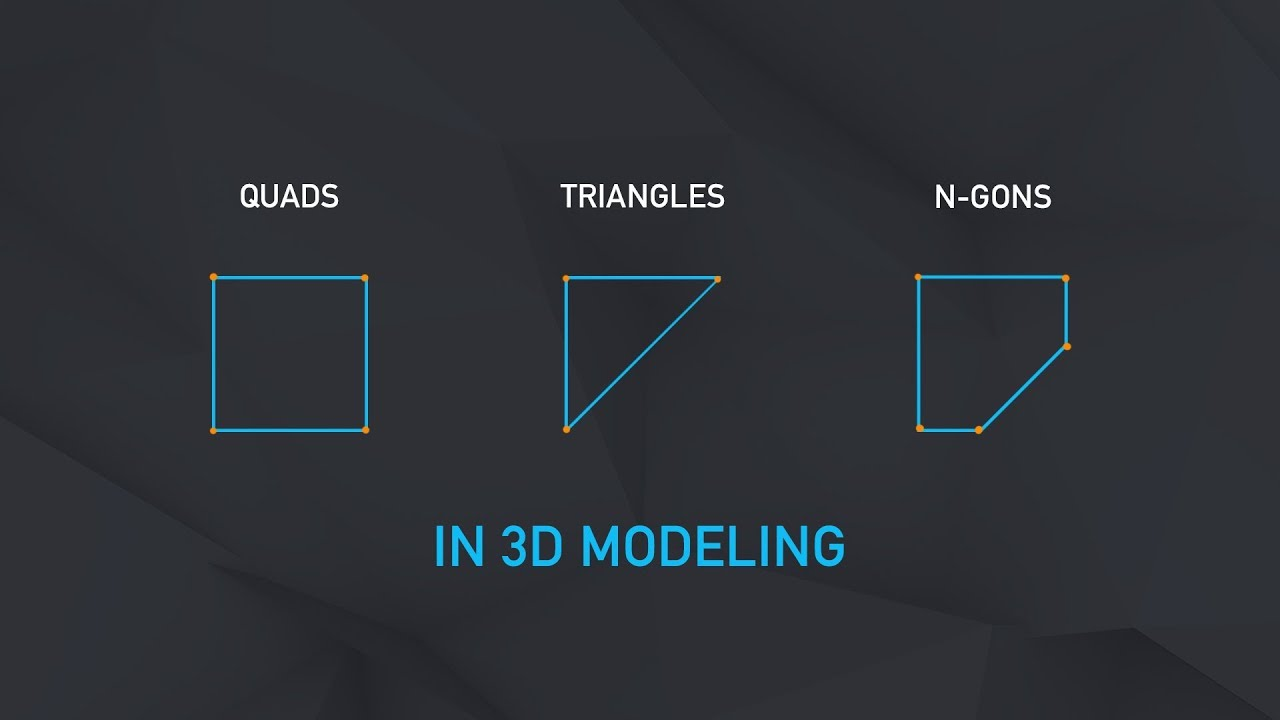 QUADS
TRIANGLES
N-GONS
IN 3D MODELING